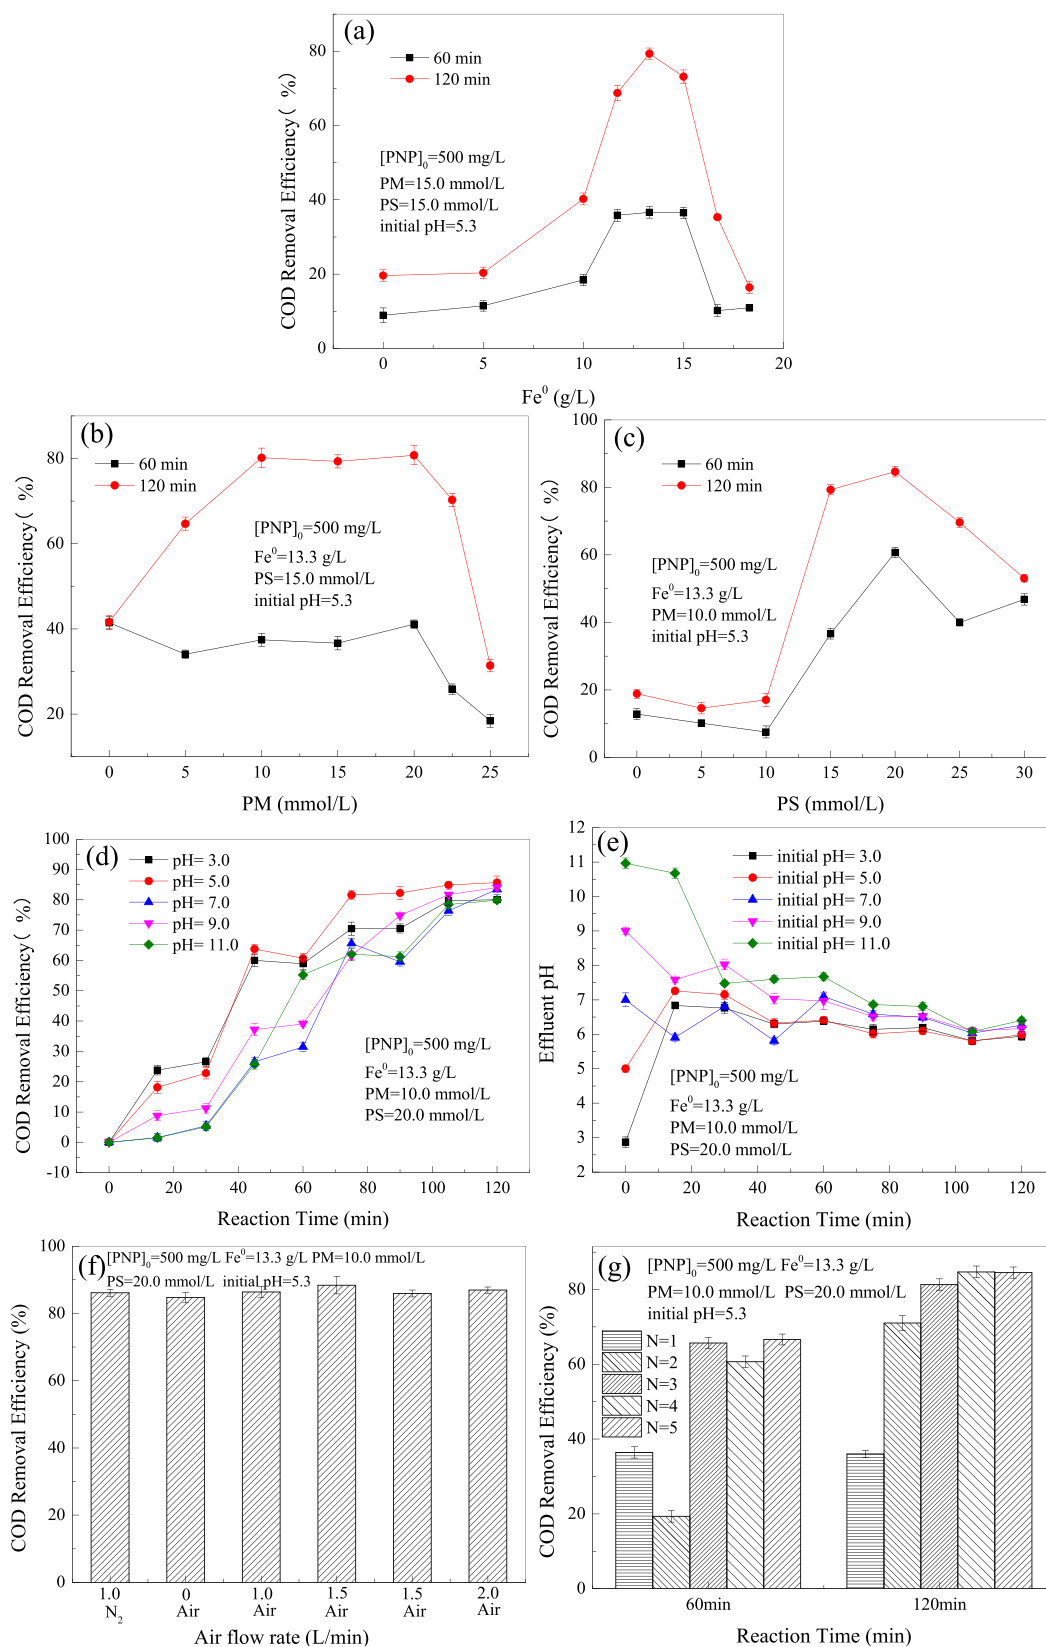 (a)
60 min
120 min
[PNP]0=500 mg/L
PM=15.0 mmol/L
PS=15.0 mmol/L
initial pH=5.3
COD Removal Efficiency( %)
80
60
40
20
0
0 5 10 15 20
Fe0 (g/L)
(b)
60 min
120 min
[PNP]0=500 mg/L
Fe0=13.3 g/L
PS=15.0 mmol/L
initial pH=5.3
COD Removal Efficiency( %)
80
60
40
20
0 5 10 15 20 25
PM (mmol/L)
(c)
60 min
120 min
[PNP]0=500 mg/L
Fe0=13.3 g/L
PM=10.0 mmol/L
initial pH=5.3
COD Removal Efficiency( %)
100
80
60
40
20
0
0 5 10 15 20 25 30
PS (mmol/L)
(d)
pH= 3.0
pH= 5.0
pH= 7.0
pH= 9.0
pH= 11.0
[PNP]0=500 mg/L
Fe0=13.3 g/L
PM=10.0 mmol/L
PS=20.0 mmol/L
COD Removal Efficiency( %)
100
90
80
70
60
50
40
30
20
10
0
-10
0 20 40 60 80 100 120
Reaction Time (min)
(e)
initial pH= 3.0
initial pH= 5.0
initial pH= 7.0
initial pH= 9.0
initial pH= 11.0
[PNP]0=500 mg/L
Fe0=13.3 g/L
PM=10.0 mmol/L
PS=20.0 mmol/L
Effluent pH
12
11
10
9
8
7
6
5
4
3
2
0 20 40 60 80 100 120
Reaction Time (min)
(f)
[PNP]0=500 mg/L Fe0=13.3 g/L PM=10.0 mmol/L
PS=20.0 mmol/L initial pH=5.3
COD Removal Efficiency (%)
100
80
60
40
20
0
1.0 0 1.0 1.5 1.5 2.0
N2 Air Air Air Air Air
Air flow rate (L/min)
(g)
[PNP]0=500 mg/L Fe0=13.3 g/L
PM=10.0 mmol/L PS=20.0 mmol/L
initial pH=5.3
N=1
N=2
N=3
N=4
N=5
COD Removal Efficiency (%)
80
60
40
20
0
60min 120min
Reaction Time (min)